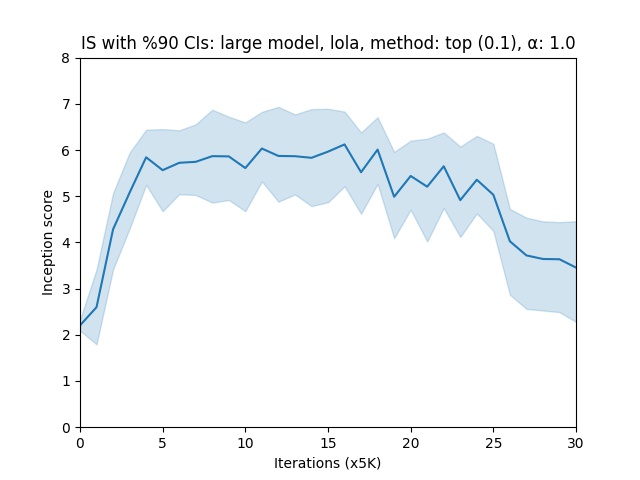 IS with %90 CIs: large model, lola, method: top (0.1), α: 1.0
8
7
6
5
4
3
2
1
0
Inception score
0 5 10 15 20 25 30
Iterations (x5K)